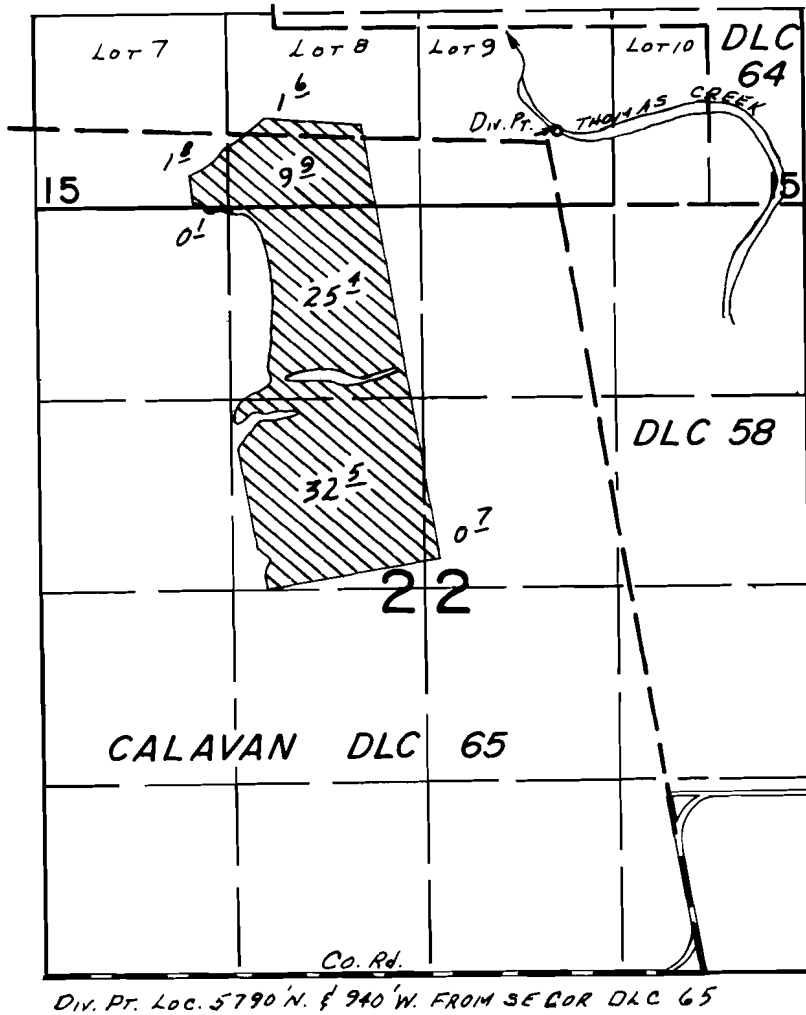 LOT 7
LOT 8
LOT 9
LOT 10
DLC
64
1 6
DIV. PT.
THOMAS CREEK
1 8
9 9
15
15
0 1
25 4
DLC 58
32 5
0 7
22
CALAVAN DLC 65
Co. Rd.
DIV. PT. LOC. 5790' N. & 940' W. FROM SE COR DLC 65